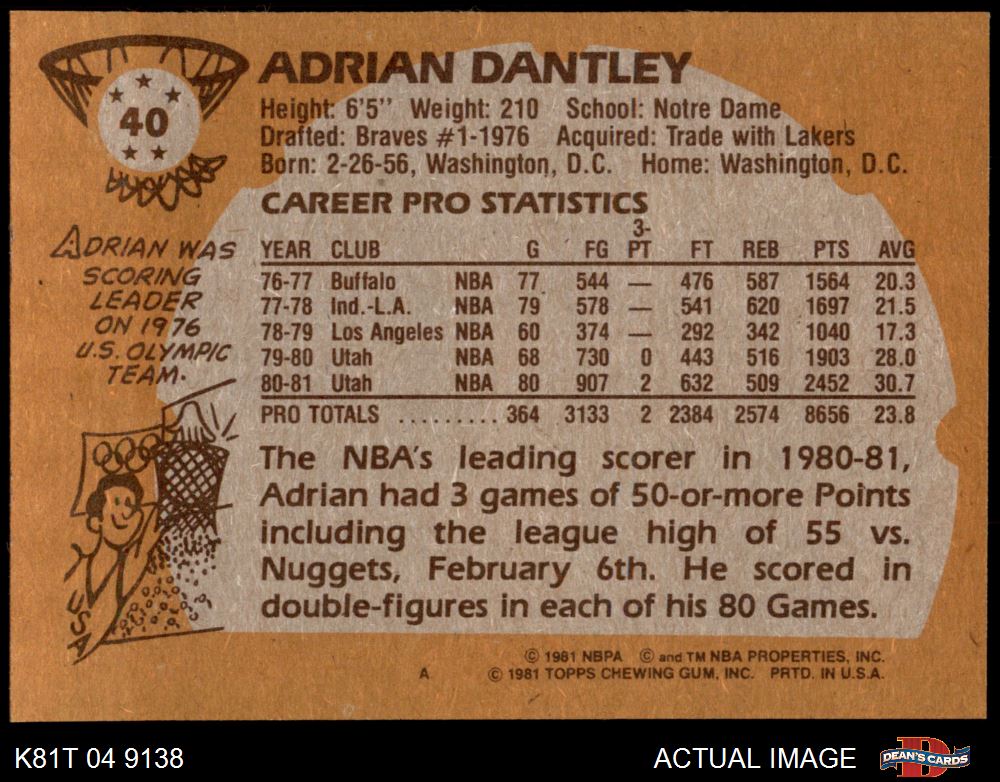 40
ADRIAN DANTLEY
Height: 6'5" Weight: 210 School: Notre Dame
Drafted: Braves #1-1976 Acquired: Trade with Lakers
Born: 2-26-56, Washington, D.C. Home: Washington, D.C.
ADRIAN WAS
SCORING
LEADER
ON 1976
U.S. OLYMPIC
TEAM.
USA
CAREER PRO STATISTICS
YEAR CLUB G FG 3-PT FT REB PTS AVG
76-77 Buffalo NBA 77 544 — 476 587 1564 20.3
77-78 Ind.-L.A. NBA 79 578 — 541 620 1697 21.5
78-79 Los Angeles NBA 60 374 — 292 342 1040 17.3
79-80 Utah NBA 68 730 0 443 516 1903 28.0
80-81 Utah NBA 80 907 2 632 509 2452 30.7
PRO TOTALS ......... 364 3133 2 2384 2574 8656 23.8
The NBA's leading scorer in 1980-81,
Adrian had 3 games of 50-or-more Points
including the league high of 55 vs.
Nuggets, February 6th. He scored in
double-figures in each of his 80 Games.
© 1981 NBPA © and TM NBA PROPERTIES, INC.
A © 1981 TOPPS CHEWING GUM, INC. PRTD. IN U.S.A.
K81T 04 9138 ACTUAL IMAGE DEAN'S CARDS